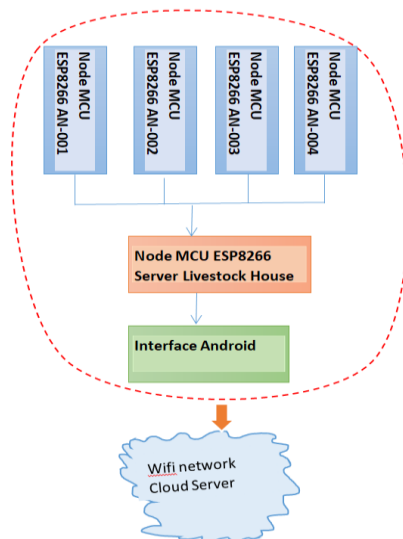 Node MCU
ESP8266 AN-001
Node MCU
ESP8266 AN-002
Node MCU
ESP8266 AN-003
Node MCU
ESP8266 AN-004
Node MCU ESP8266
Server Livestock House
Interface Android
Wifi network
Cloud Server